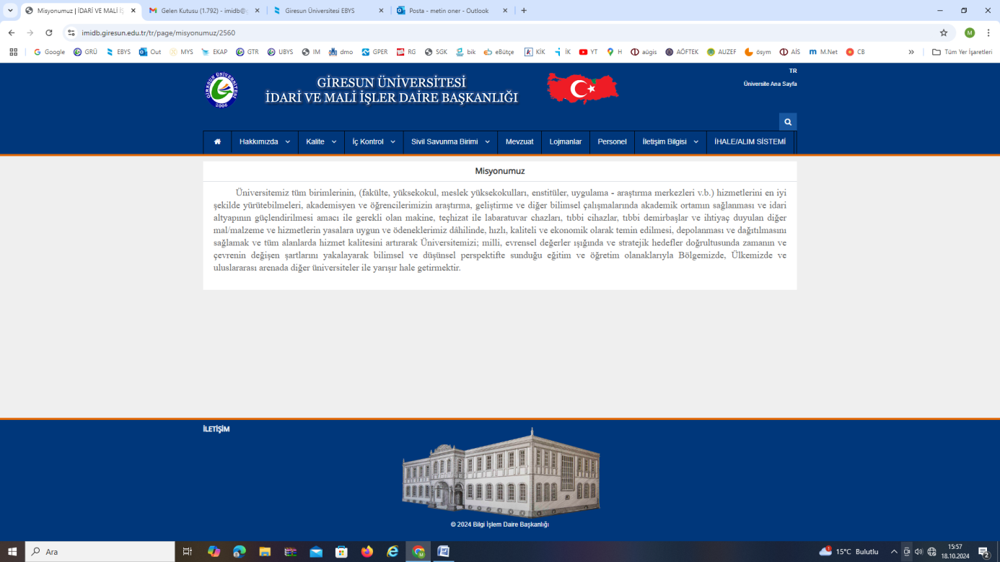 Misyonumuz | İDARİ VE MALİ İŞ
Gelen Kutusu (1.792) - imidb@g
Giresun Üniversitesi EBYS
Posta - metin oner - Outlook
imidb.giresun.edu.tr/tr/page/misyonumuz/2560
M
Google GRÜ EBYS Out MYS EKAP GTR UBYS IM dmo GPER RG SGK bik eBütçe KİK İK YT H aügis AÖFTEK AUZEF ösym AİS M.Net CB Tüm Yer İşaretleri
GİRESUN ÜNİVERSİTESİ
2006
GİRESUN ÜNİVERSİTESİ
İDARİ VE MALİ İŞLER DAİRE BAŞKANLIĞI
TR
Üniversite Ana Sayfa
Hakkımızda Kalite İç Kontrol Sivil Savunma Birimi Mevzuat Lojmanlar Personel İletişim Bilgisi İHALE/ALIM SİSTEMİ
Misyonumuz
Üniversitemiz tüm birimlerinin, (fakülte, yüksekokul, meslek yüksekokulları, enstitüler, uygulama - araştırma merkezleri v.b.) hizmetlerini en iyi
şekilde yürütebilmeleri, akademisyen ve öğrencilerimizin araştırma, geliştirme ve diğer bilimsel çalışmalarında akademik ortamın sağlanması ve idari
altyapının güçlendirilmesi amacı ile gerekli olan makine, teçhizat ile labaratuvar chazları, tıbbi cihazlar, tıbbi demirbaşlar ve ihtiyaç duyulan diğer
mal/malzeme ve hizmetlerin yasalara uygun ve ödeneklerimiz dâhilinde, hızlı, kaliteli ve ekonomik olarak temin edilmesi, depolanması ve dağıtılmasını
sağlamak ve tüm alanlarda hizmet kalitesini artırarak Üniversitemizi; milli, evrensel değerler ışığında ve stratejik hedefler doğrultusunda zamanın ve
çevrenin değişen şartlarını yakalayarak bilimsel ve düşünsel perspektifte sunduğu eğitim ve öğretim olanaklarıyla Bölgemizde, Ülkemizde ve
uluslararası arenada diğer üniversiteler ile yarışır hale getirmektir.
İLETİŞİM
© 2024 Bilgi İşlem Daire Başkanlığı
Ara
15°C Bulutlu
15:57
18.10.2024
2